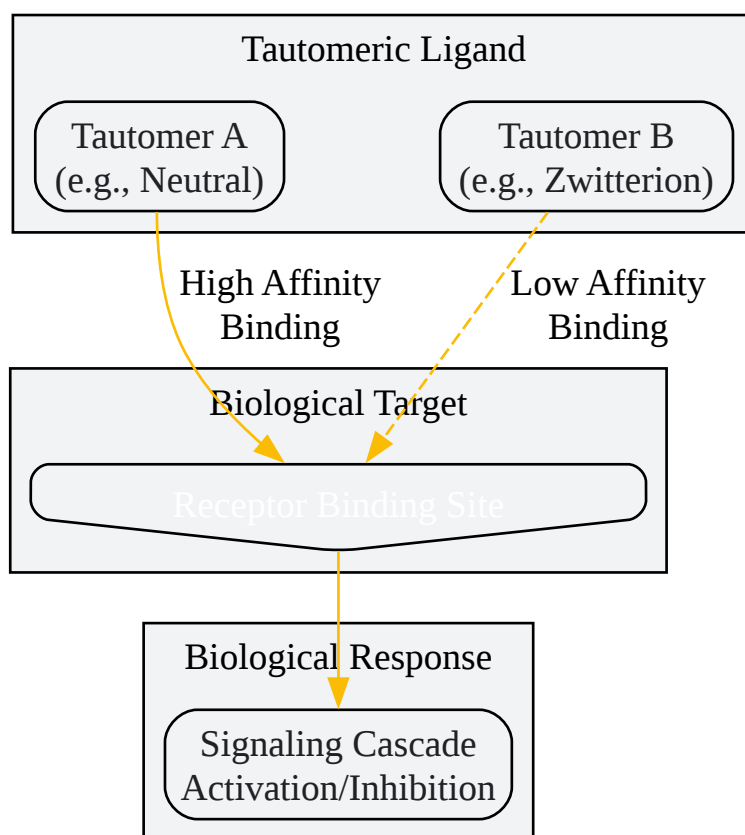 Tautomeric Ligand
Tautomer A
(e.g., Neutral)
Tautomer B
(e.g., Zwitterion)
High Affinity
Binding
Low Affinity
Binding
Biological Target
Receptor Binding Site
Biological Response
Signaling Cascade
Activation/Inhibition